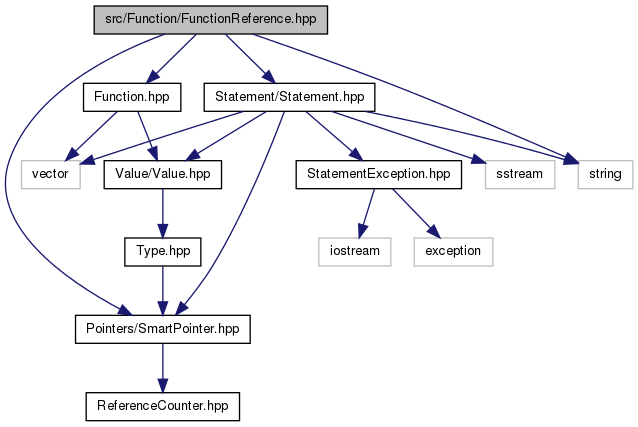 src/Function/FunctionReference.hpp
Function.hpp
Statement/Statement.hpp
vector
Value/Value.hpp
StatementException.hpp
sstream
string
Type.hpp
iostream
exception
Pointers/SmartPointer.hpp
ReferenceCounter.hpp